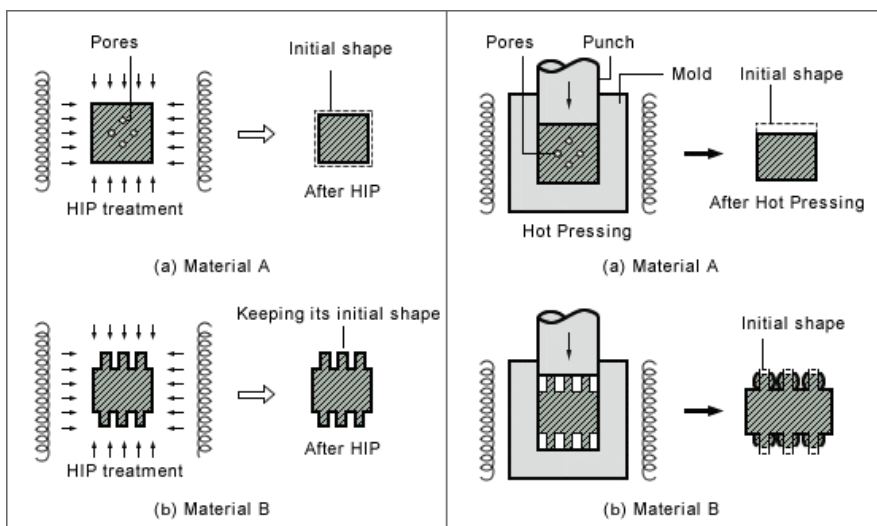 Pores
Initial shape
HIP treatment
After HIP
(a) Material A
Keeping its initial shape
HIP treatment
After HIP
(b) Material B
Pores
Punch
Mold
Initial shape
Hot Pressing
After Hot Pressing
(a) Material A
Initial shape
(b) Material B